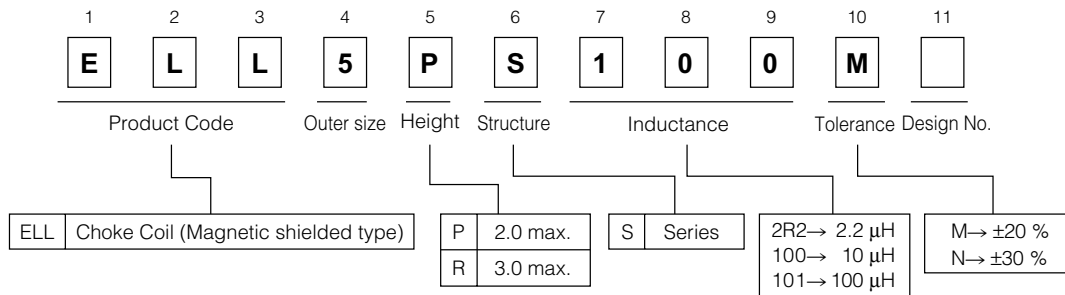 1 2 3 4 5 6 7 8 9 10 11
E L L 5 P S 1 0 0 M
Product Code Outer size Height Structure Inductance Tolerance Design No.
ELL Choke Coil (Magnetic shielded type)
P 2.0 max.
R 3.0 max.
S Series
2R2→ 2.2 μH
100→ 10 μH
101→ 100 μH
M→ ±20 %
N→ ±30 %